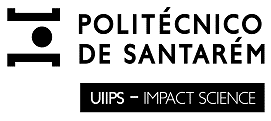 POLITÉCNICO
DE SANTARÉM
UIIPS – IMPACT SCIENCE